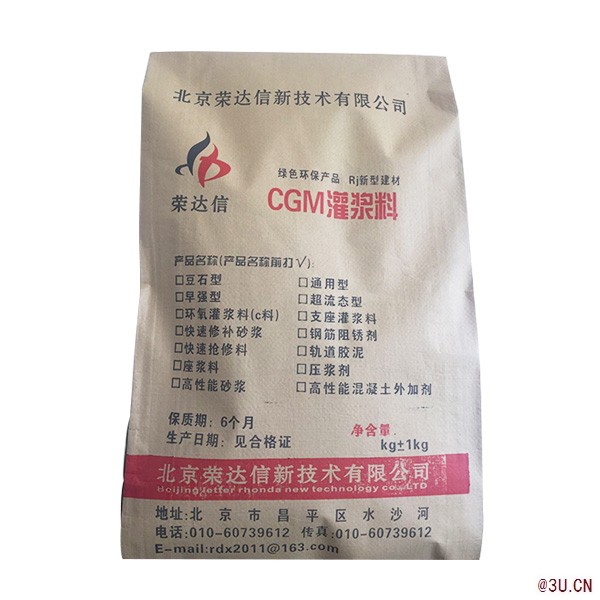 北京荣达信新技术有限公司
荣达信
绿色环保产品 Rj新型建材
CGM灌浆料
产品名称(产品名称前打√):
□豆石型 □通用型
□早强型 □超流态型
□环氧灌浆料(c料) □支座灌浆料
□快速修补砂浆 □钢筋阻锈剂
□快速抢修料 □轨道胶泥
□座浆料 □压浆剂
□高性能砂浆 □高性能混凝土外加剂
保质期: 6个月 净含量:
生产日期: 见合格证 kg±1kg
北京荣达信新技术有限公司
rhonda new technology co.,LTD
地址: 北京市昌平区水沙河
电话:010-60739612 传真:010-60739612
E-mail:rdx2011@163.com
@3U.CN